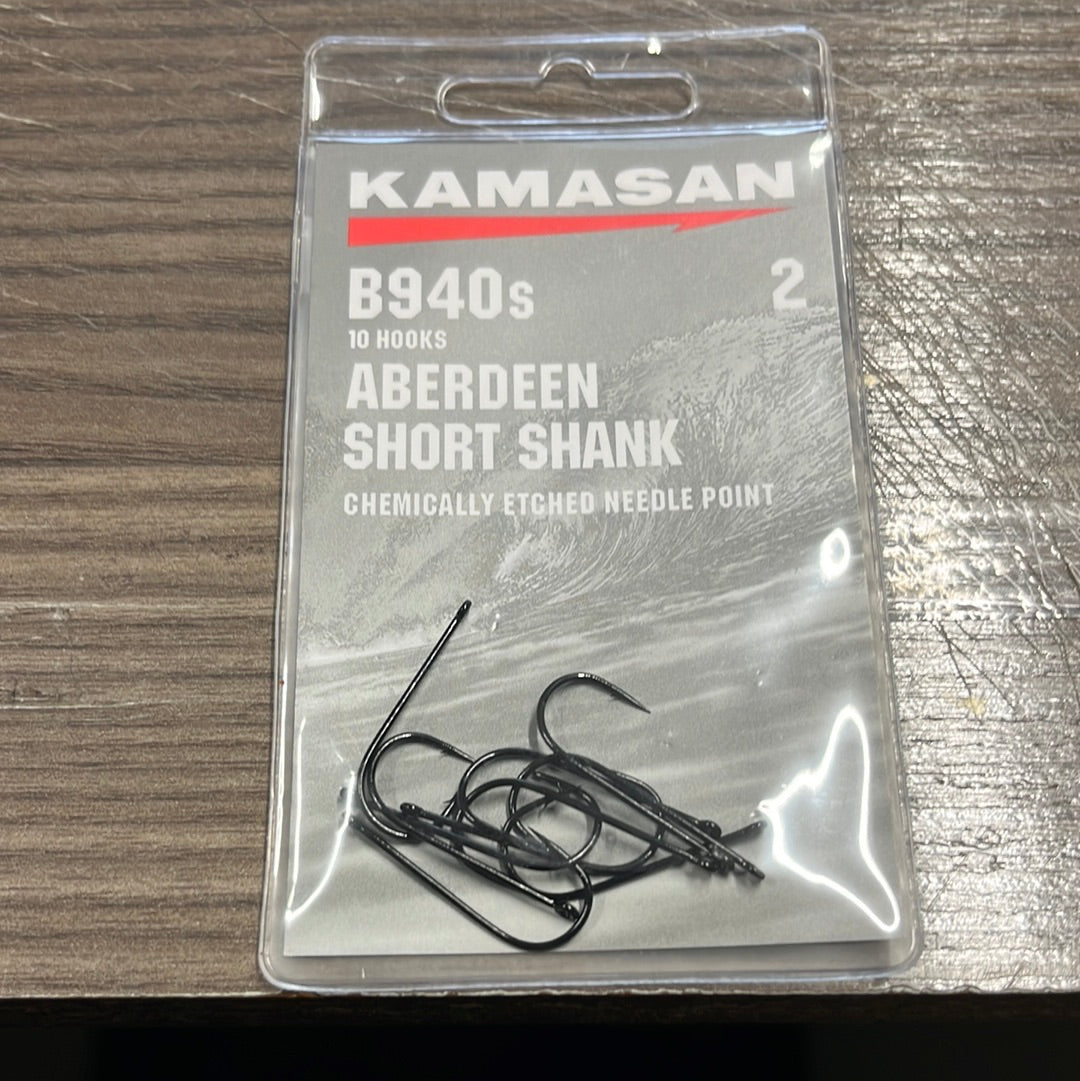 KAMASAN
B940s 2
10 HOOKS
ABERDEEN
SHORT SHANK
CHEMICALLY ETCHED NEEDLE POINT